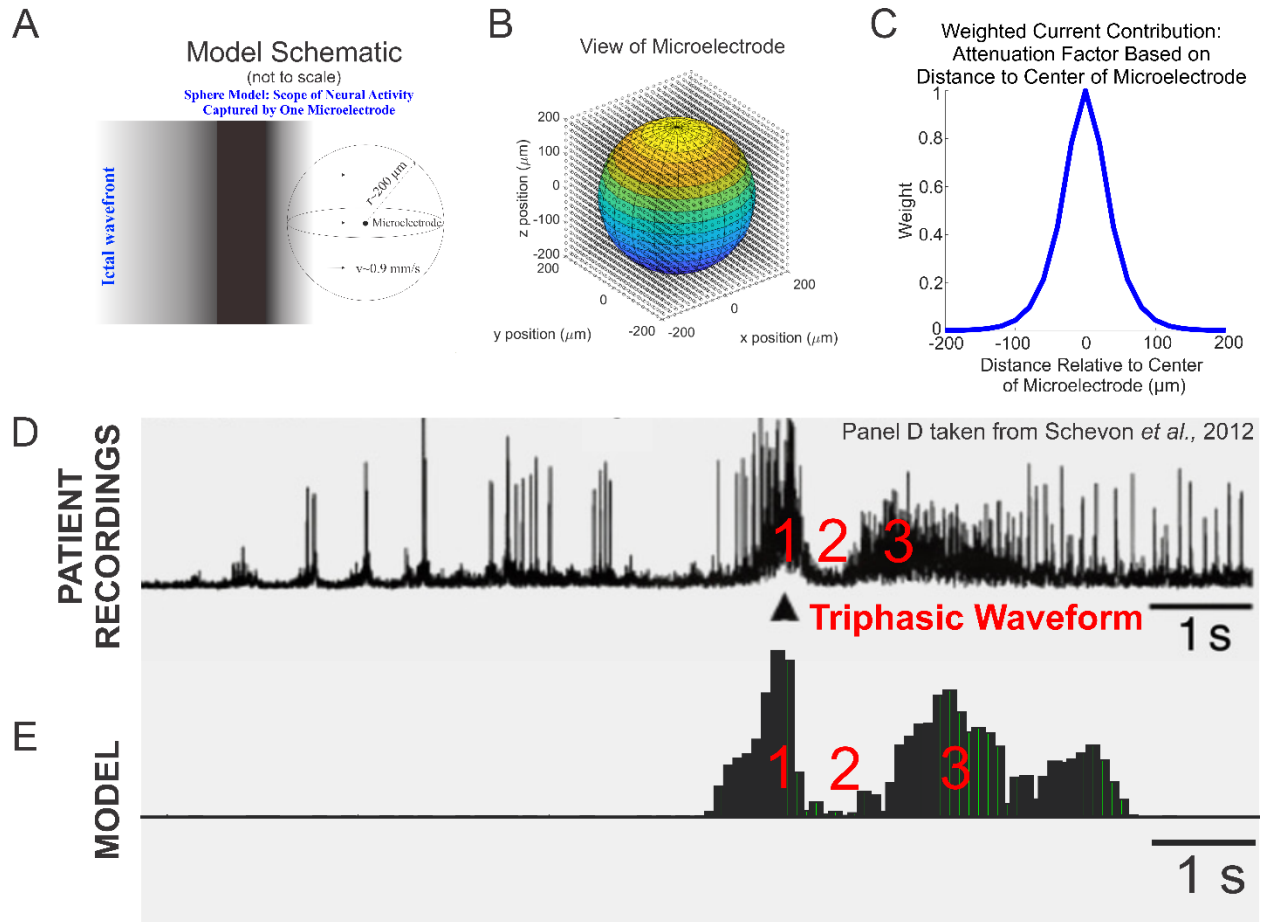 A
Model Schematic
(not to scale)
Sphere Model: Scope of Neural Activity
Captured by One Microelectrode
Ictal wavefront
r~200 μm
Microelectrode
v~0.9 mm/s
B
View of Microelectrode
z position (μm)
200
100
0
-100
-200
200
0
-200
y position (μm)
-200
0
200
x position (μm)
C
Weighted Current Contribution:
Attenuation Factor Based on
Distance to Center of Microelectrode
Weight
1
0.8
0.6
0.4
0.2
0
-200
-100
0
100
200
Distance Relative to Center
of Microelectrode (μm)
D
PATIENT
RECORDINGS
Panel D taken from Schevon et al., 2012
1 2 3
Triphasic Waveform
1 s
E
MODEL
1 2 3
1 s